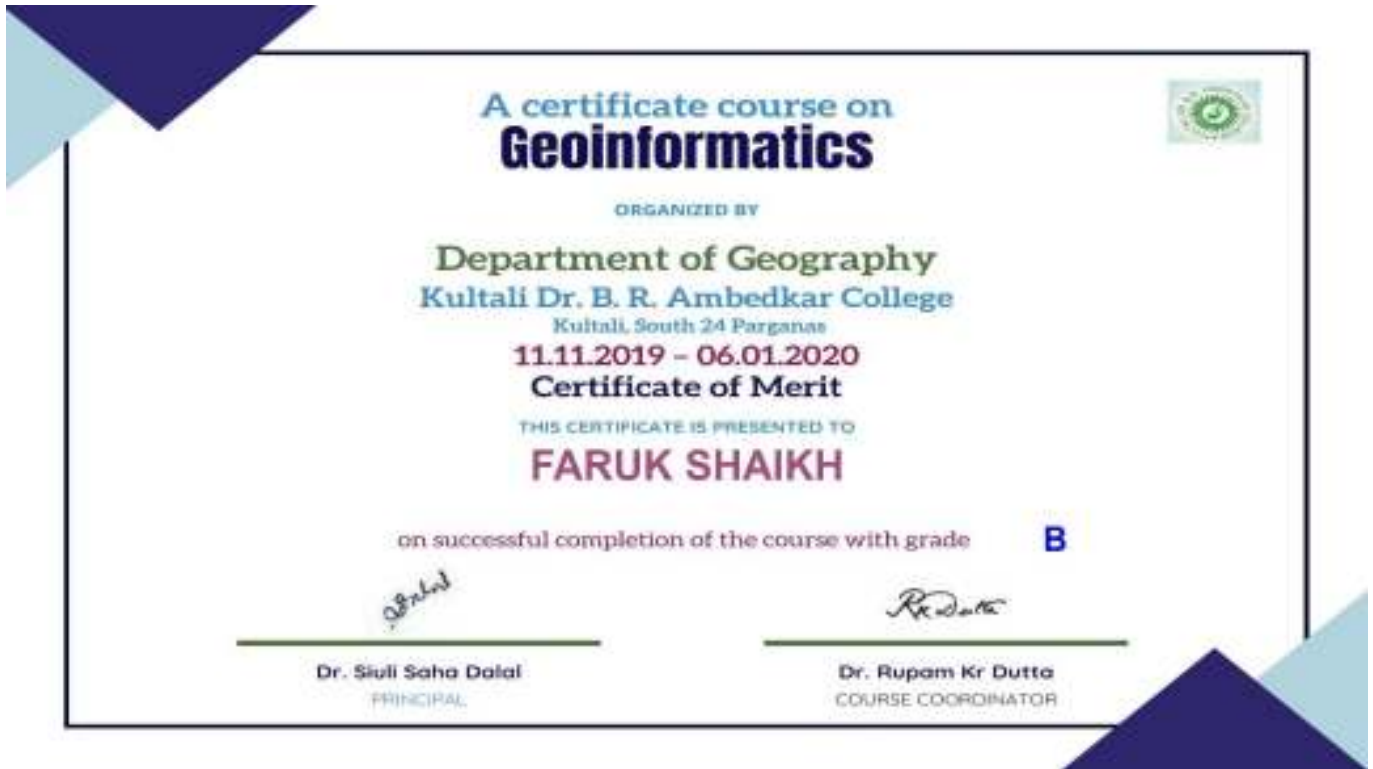 A certificate course on
Geoinformatics
ORGANIZED BY
Department of Geography
Kultali Dr. B. R. Ambedkar College
Kultali, South 24 Parganas
11.11.2019 – 06.01.2020
Certificate of Merit
THIS CERTIFICATE IS PRESENTED TO
FARUK SHAIKH
on successful completion of the course with grade B
Dr. Siuli Saha Dalal
PRINCIPAL
Dr. Rupam Kr Dutta
COURSE COORDINATOR